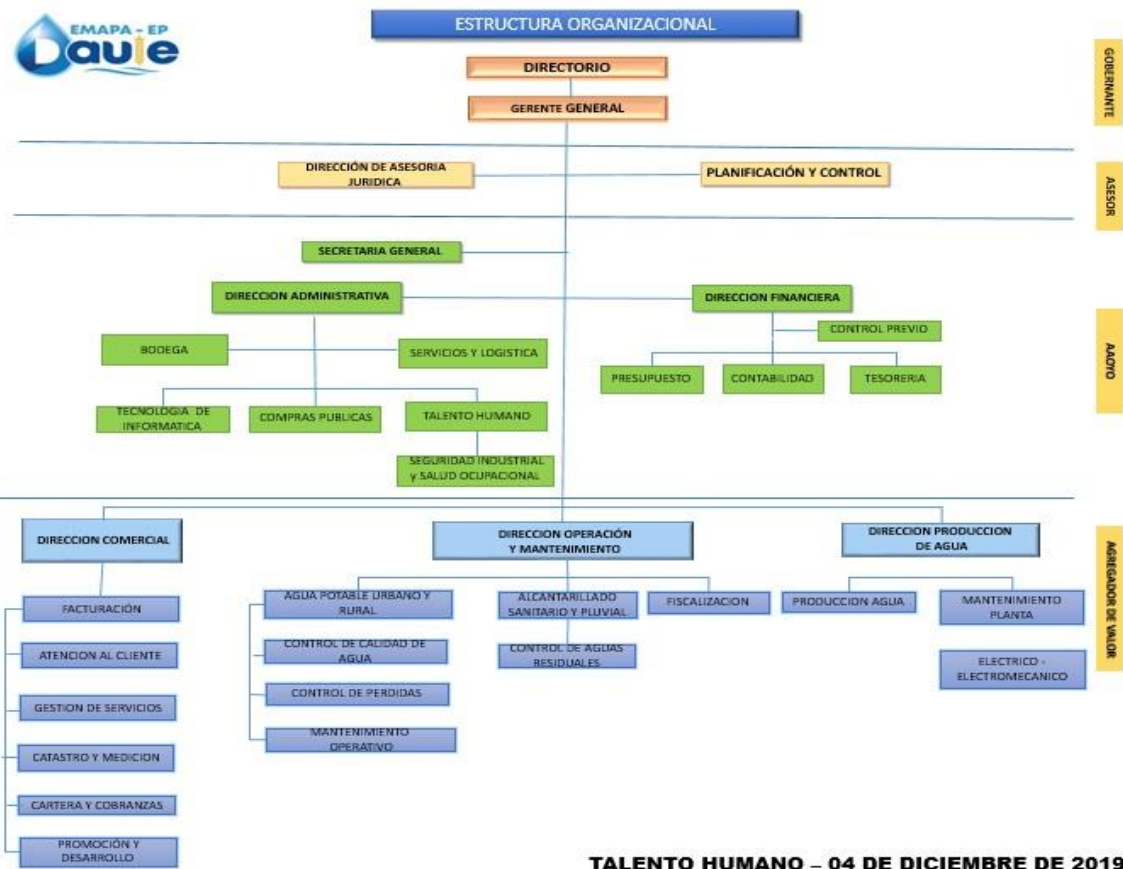 EMAPA - EP
Daule
ESTRUCTURA ORGANIZACIONAL
DIRECTORIO
GERENTE GENERAL
GOBERNANTE
DIRECCIÓN DE ASESORIA
JURIDICA
PLANIFICACIÓN Y CONTROL
ASESOR
SECRETARIA GENERAL
DIRECCION ADMINISTRATIVA
DIRECCION FINANCIERA
CONTROL PREVIO
BODEGA
SERVICIOS Y LOGISTICA
PRESUPUESTO
CONTABILIDAD
TESORERIA
AAOYO
TECNOLOGIA DE
INFORMATICA
COMPRAS PUBLICAS
TALENTO HUMANO
SEGURIDAD INDUSTRIAL
y SALUD OCUPACIONAL
DIRECCION COMERCIAL
DIRECCION OPERACIÓN
Y MANTENIMIENTO
DIRECCION PRODUCCION
DE AGUA
AGREGADOR DE VALOR
FACTURACIÓN
ATENCION AL CLIENTE
GESTION DE SERVICIOS
CATASTRO Y MEDICION
CARTERA Y COBRANZAS
PROMOCIÓN Y
DESARROLLO
AGUA POTABLE URBANO Y
RURAL
CONTROL DE CALIDAD DE
AGUA
CONTROL DE PERDIDAS
MANTENIMIENTO
OPERATIVO
ALCANTARILLADO
SANITARIO Y PLUVIAL
CONTROL DE AGUAS
RESIDUALES
FISCALIZACION
PRODUCCION AGUA
MANTENIMIENTO
PLANTA
ELECTRICO -
ELECTROMECANICO
TALENTO HUMANO – 04 DE DICIEMBRE DE 2019